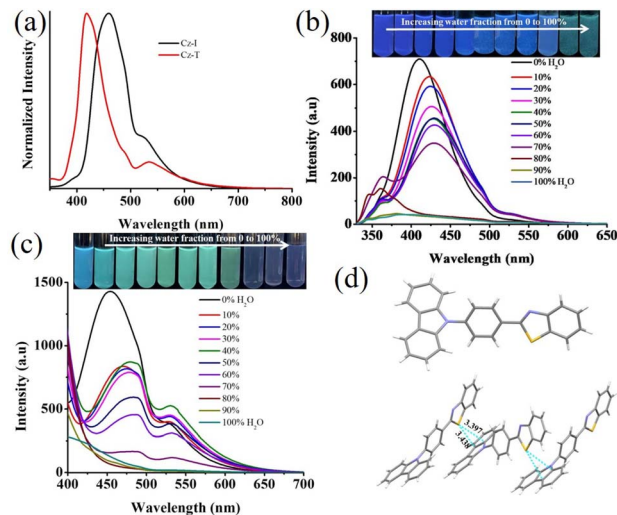 (a)
Normalized Intensity
Cz-I
Cz-T
400 500 600 700 800
Wavelength (nm)
(b)
Increasing water fraction from 0 to 100%
Intensity (a.u)
800
600
400
200
0
0% H2O
10%
20%
30%
40%
50%
60%
70%
80%
90%
100% H2O
350 400 450 500 550 600 650
Wavelength (nm)
(c)
Increasing water fraction from 0 to 100%
Intensity (a.u)
1500
1000
500
0
0% H2O
10%
20%
30%
40%
50%
60%
70%
80%
90%
100% H2O
400 450 500 550 600 700
Wavelength (nm)
(d)
3.397
3.438